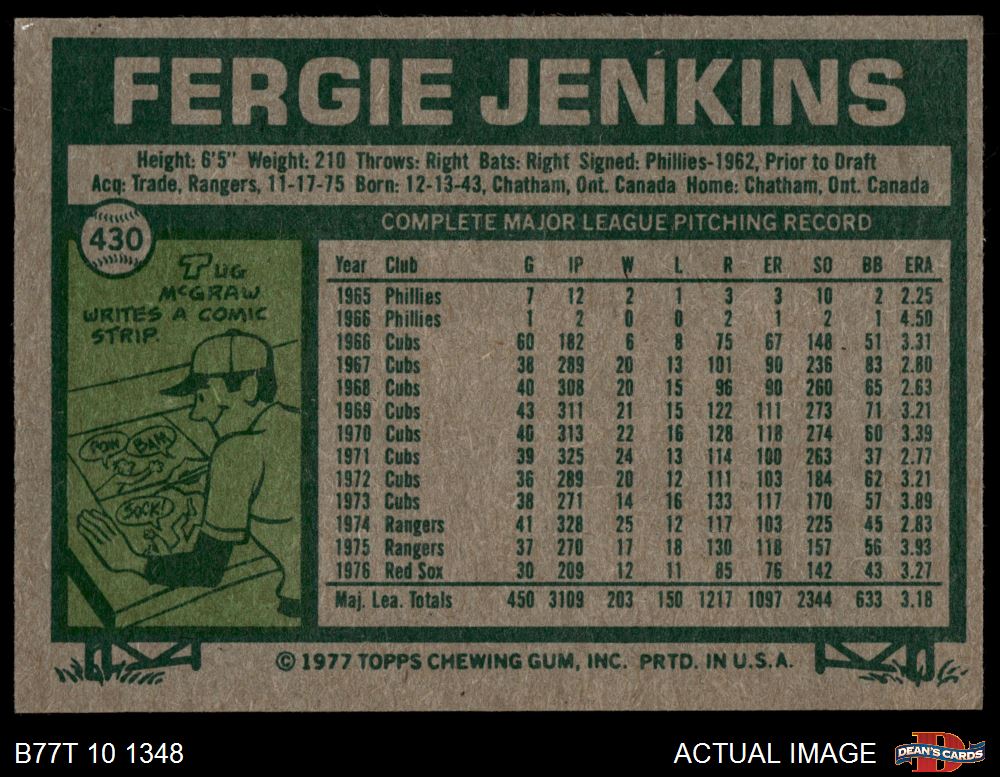 FERGIE JENKINS
Height: 6'5" Weight: 210 Throws: Right Bats: Right Signed: Phillies-1962, Prior to Draft
Acq: Trade, Rangers, 11-17-75 Born: 12-13-43, Chatham, Ont. Canada Home: Chatham, Ont. Canada
430
TUG
McGRAW
WRITES A COMIC
STRIP.
POW BAM!
SOCK!
COMPLETE MAJOR LEAGUE PITCHING RECORD
Year Club G IP W L R ER SO BB ERA
1965 Phillies 7 12 2 1 3 3 10 2 2.25
1966 Phillies 1 2 0 0 2 1 2 1 4.50
1966 Cubs 60 182 6 8 75 67 148 51 3.31
1967 Cubs 38 289 20 13 101 90 236 83 2.80
1968 Cubs 40 308 20 15 96 90 260 65 2.63
1969 Cubs 43 311 21 15 122 111 273 71 3.21
1970 Cubs 40 313 22 16 128 118 274 60 3.39
1971 Cubs 39 325 24 13 114 100 263 37 2.77
1972 Cubs 36 289 20 12 111 103 184 62 3.21
1973 Cubs 38 271 14 16 133 117 170 57 3.89
1974 Rangers 41 328 25 12 117 103 225 45 2.83
1975 Rangers 37 270 17 18 130 118 157 56 3.93
1976 Red Sox 30 209 12 11 85 76 142 43 3.27
Maj. Lea. Totals 450 3109 203 150 1217 1097 2344 633 3.18
© 1977 TOPPS CHEWING GUM, INC. PRTD. IN U.S.A.
B77T 10 1348
ACTUAL IMAGE
D
DEAN'S CARDS